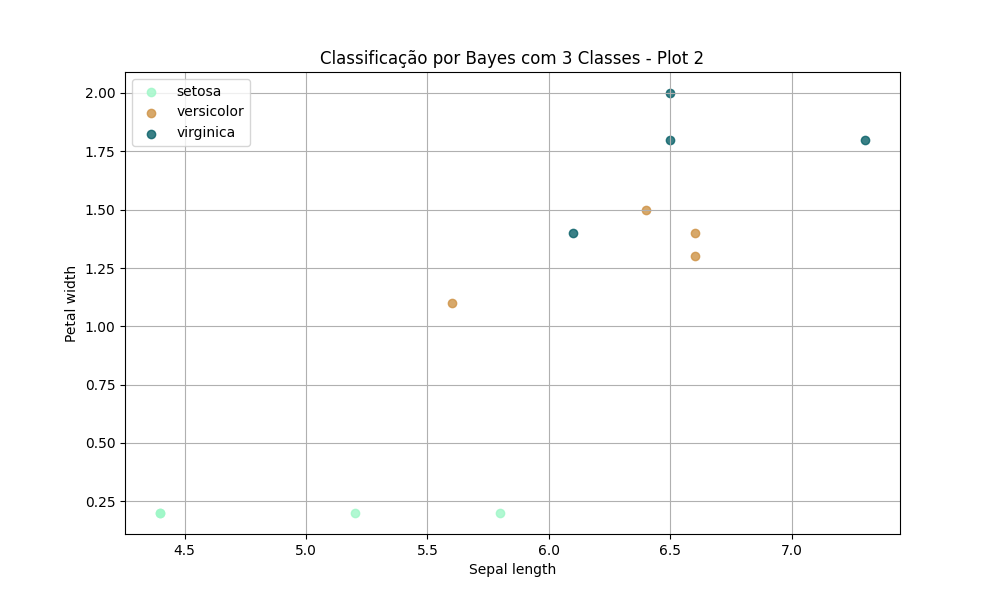 Classificação por Bayes com 3 Classes - Plot 2
setosa
versicolor
virginica
2.00
1.75
1.50
1.25
1.00
0.75
0.50
0.25
Petal width
4.5 5.0 5.5 6.0 6.5 7.0
Sepal length